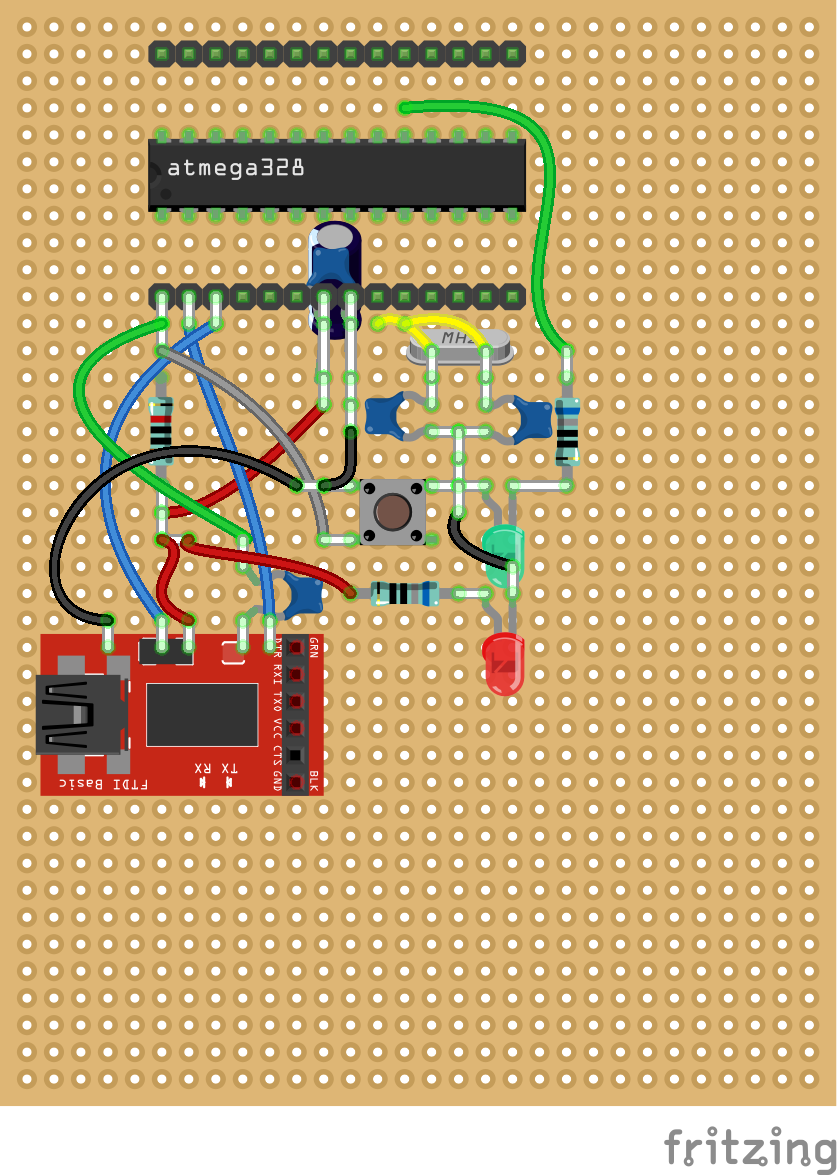 atmega328
MHz
GRN
DTR
RXI
TXO
VCC
CTS
GND
BLK
TX RX
FTDI Basic
fritzing